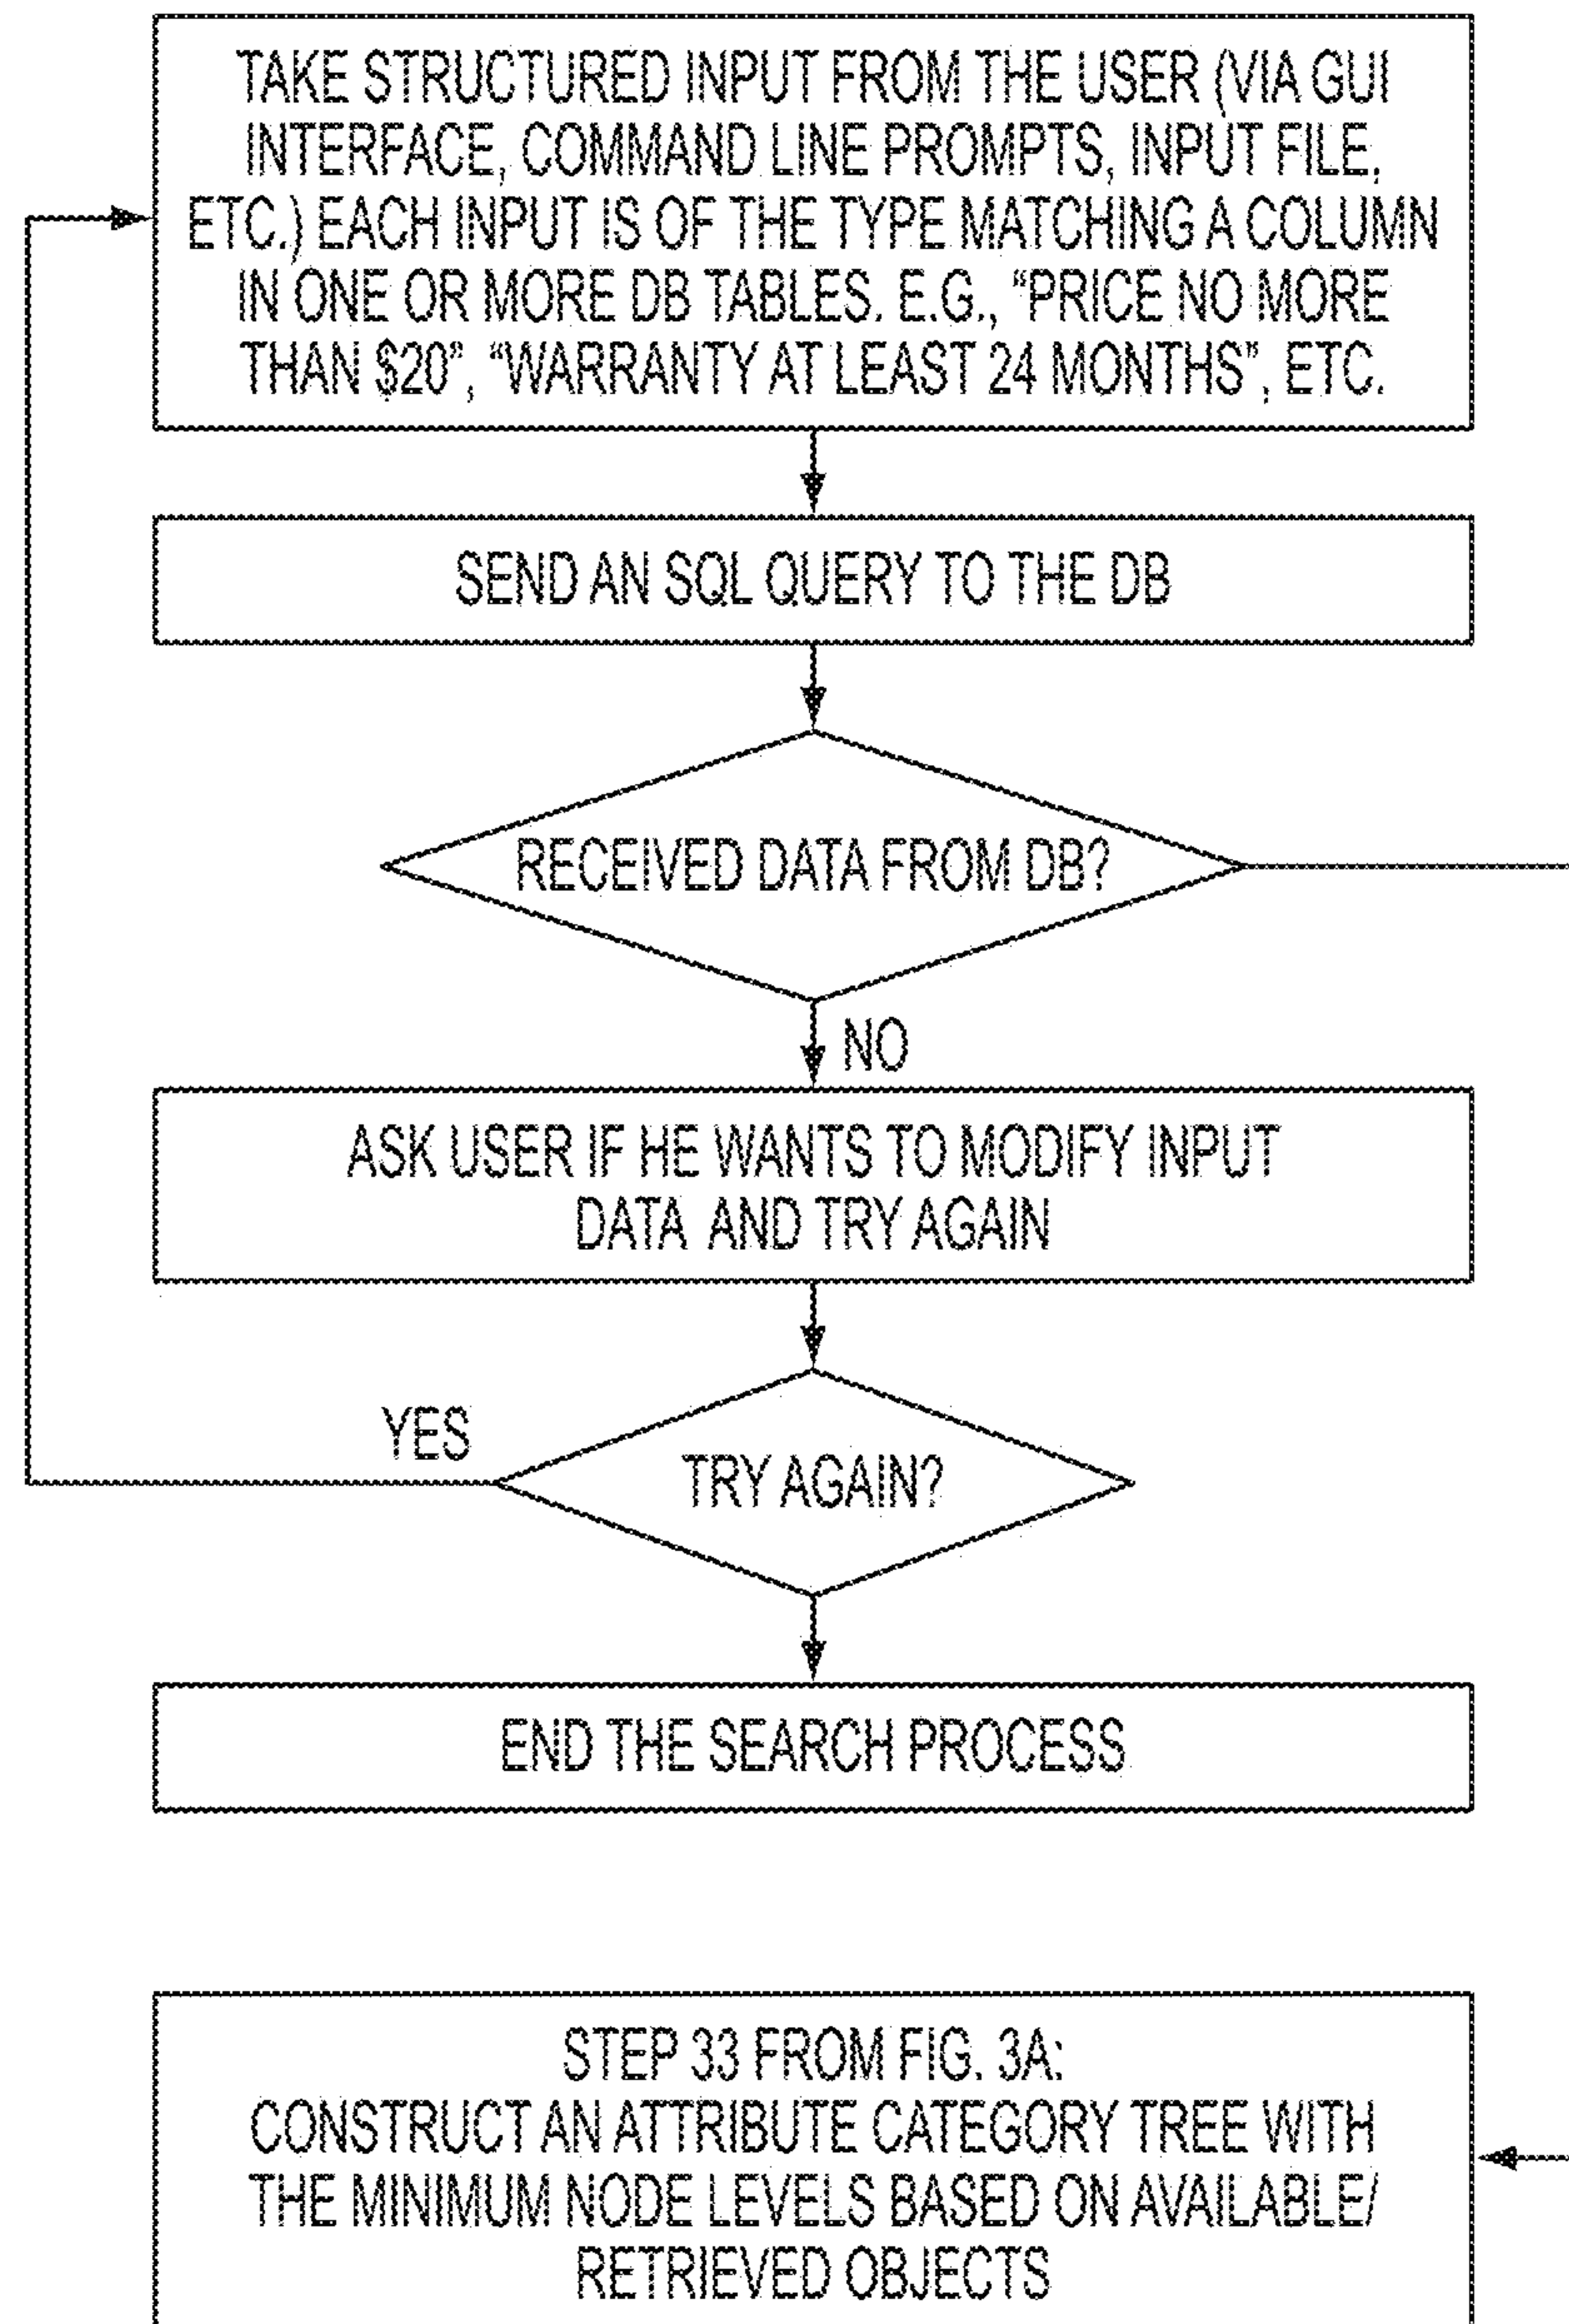 TAKE STRUCTURED INPUT FROM THE USER (VIA GUI
INTERFACE, COMMAND LINE PROMPTS, INPUT FILE,
ETC.) EACH INPUT IS OF THE TYPE MATCHING A COLUMN
IN ONE OR MORE DB TABLES. E.G., “PRICE NO MORE
THAN $20”, “WARRANTY AT LEAST 24 MONTHS”, ETC.
SEND AN SQL QUERY TO THE DB
RECEIVED DATA FROM DB?
NO
ASK USER IF HE WANTS TO MODIFY INPUT
DATA AND TRY AGAIN
YES
TRY AGAIN?
END THE SEARCH PROCESS
STEP 33 FROM FIG. 3A:
CONSTRUCT AN ATTRIBUTE CATEGORY TREE WITH
THE MINIMUM NODE LEVELS BASED ON AVAILABLE/
RETRIEVED OBJECTS